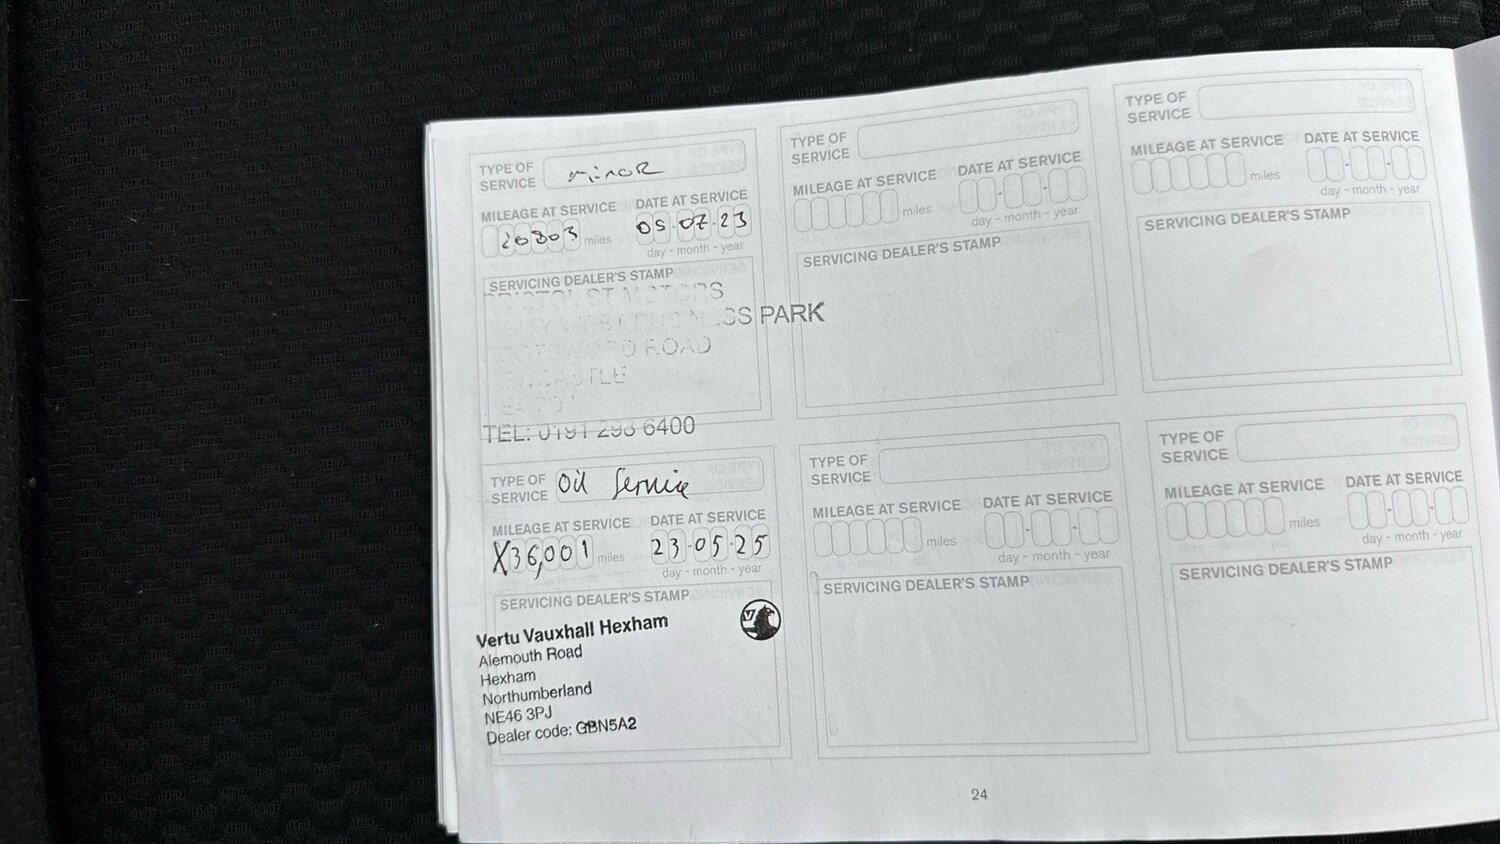 TYPE OF
SERVICE
minor
MILEAGE AT SERVICE
DATE AT SERVICE
20803 miles
05-07-23
day - month - year
SERVICING DEALER'S STAMP
BRISTOL ST MOTORS
PARK
ROAD
TEL: 0191 298 6400
TYPE OF
SERVICE
Oil Service
MILEAGE AT SERVICE
DATE AT SERVICE
X36,001 miles
23-05-25
day - month - year
SERVICING DEALER'S STAMP
Vertu Vauxhall Hexham
Alemouth Road
Hexham
Northumberland
NE46 3PJ
Dealer code: GBN5A2
TYPE OF
SERVICE
MILEAGE AT SERVICE
DATE AT SERVICE
miles
day - month - year
SERVICING DEALER'S STAMP
TYPE OF
SERVICE
MILEAGE AT SERVICE
DATE AT SERVICE
miles
day - month - year
SERVICING DEALER'S STAMP
TYPE OF
SERVICE
MILEAGE AT SERVICE
DATE AT SERVICE
miles
day - month - year
SERVICING DEALER'S STAMP
TYPE OF
SERVICE
MILEAGE AT SERVICE
DATE AT SERVICE
miles
day - month - year
SERVICING DEALER'S STAMP
24